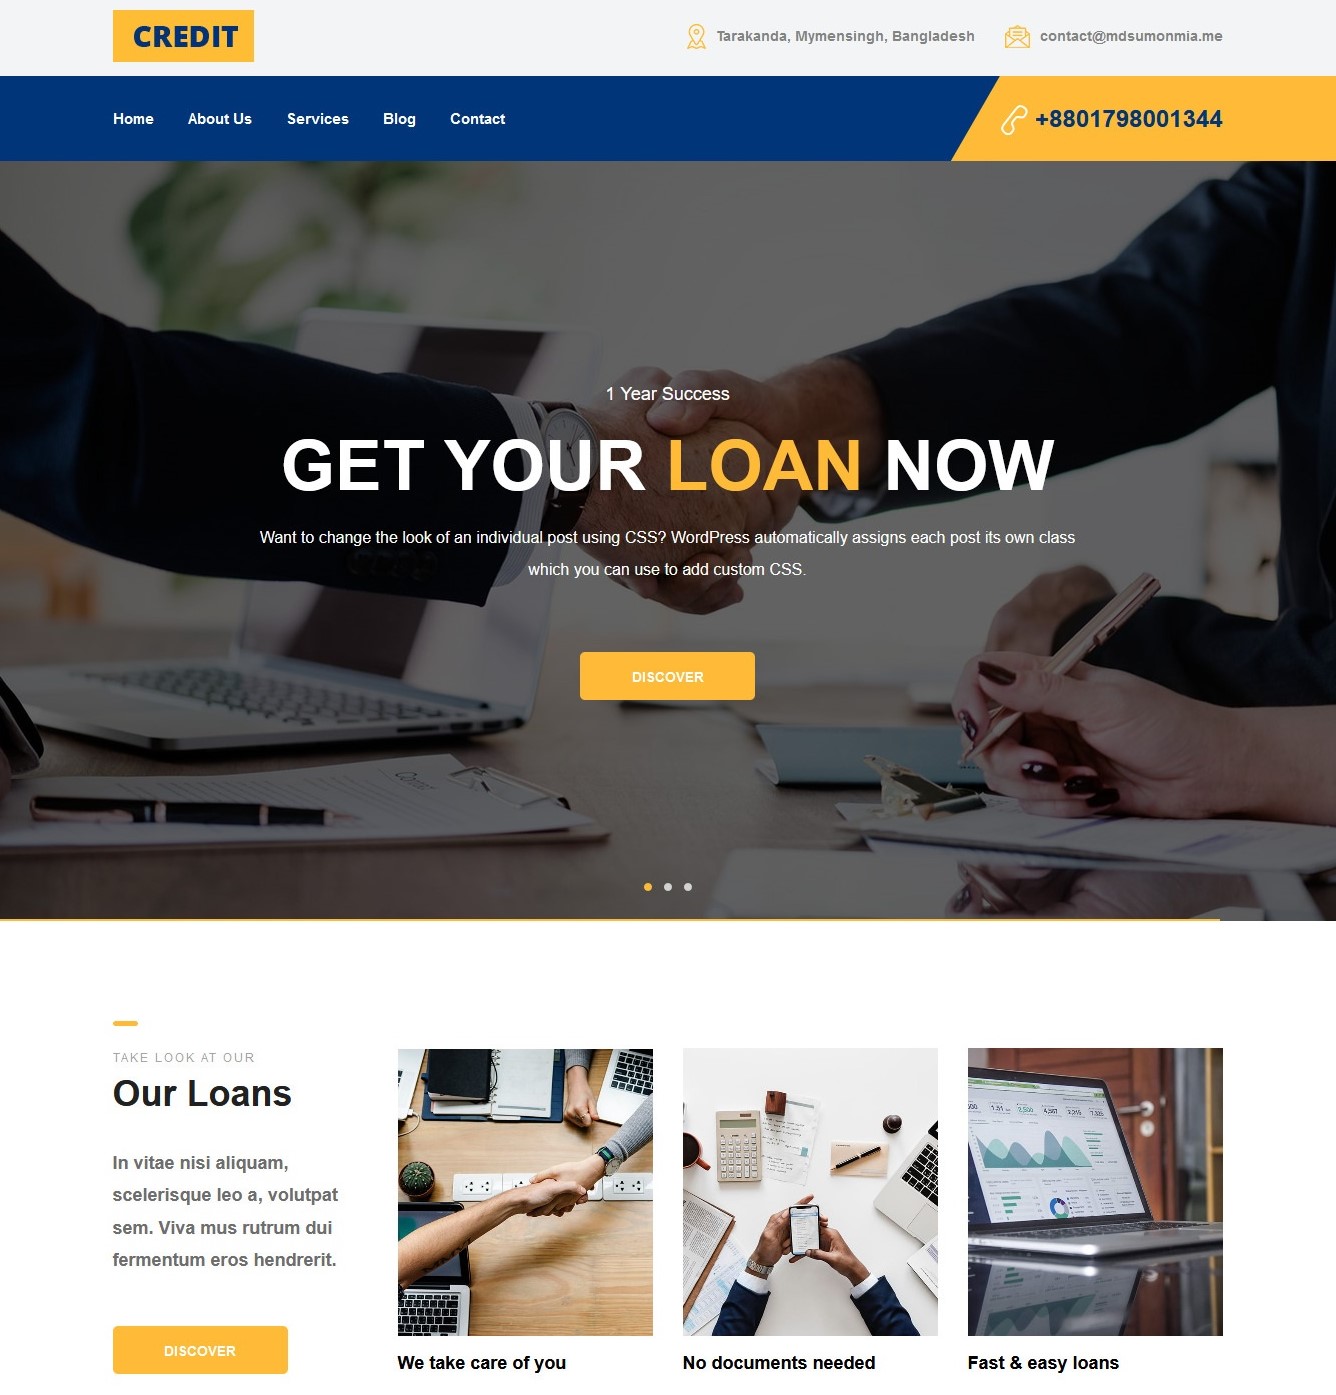 CREDIT
Tarakanda, Mymensingh, Bangladesh
contact@mdsumonmia.me
Home
About Us
Services
Blog
Contact
+8801798001344
1 Year Success
GET YOUR LOAN NOW
Want to change the look of an individual post using CSS? WordPress automatically assigns each post its own class
which you can use to add custom CSS.
DISCOVER
TAKE LOOK AT OUR
Our Loans
In vitae nisi aliquam,
scelerisque leo a, volutpat
sem. Viva mus rutrum dui
fermentum eros hendrerit.
DISCOVER
We take care of you
No documents needed
Fast & easy loans